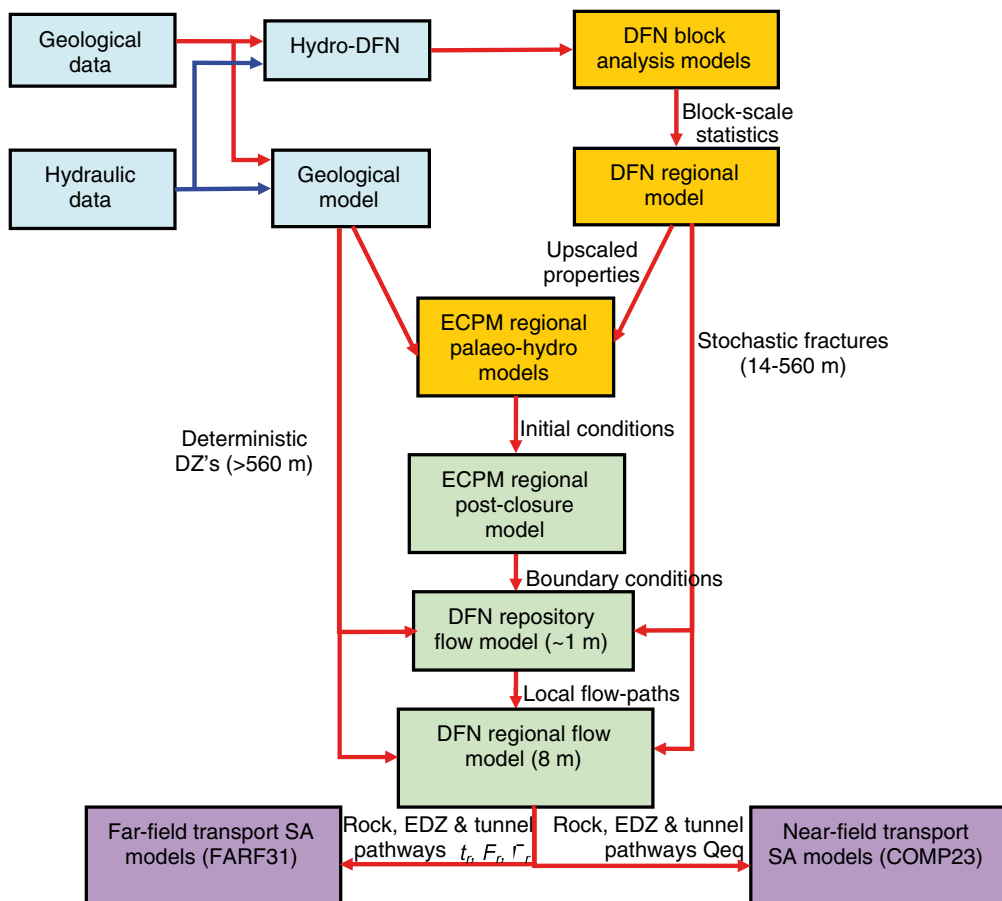 Geological
data
Hydro-DFN
DFN block
analysis models
Block-scale
statistics
Hydraulic
data
Geological
model
DFN regional
model
Upscaled
properties
ECPM regional
palaeo-hydro
models
Stochastic fractures
(14-560 m)
Initial conditions
Deterministic
DZ's (>560 m)
ECPM regional
post-closure
model
Boundary conditions
DFN repository
flow model (~1 m)
Local flow-paths
DFN regional flow
model (8 m)
Far-field transport SA
models (FARF31)
Rock, EDZ & tunnel
pathways tr, Fr,
Rock, EDZ & tunnel
pathways Qeq
Near-field transport
SA models (COMP23)